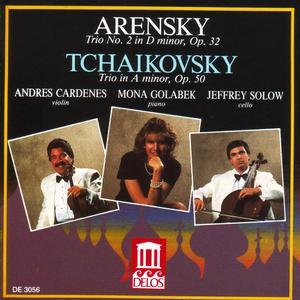 ARENSKY
Trio No. 2 in D minor, Op. 32
TCHAIKOVSKY
Trio in A minor, Op. 50
ANDRES CARDENES
violin
MONA GOLABEK
piano
JEFFREY SOLOW
cello
DE 3056
DELOS